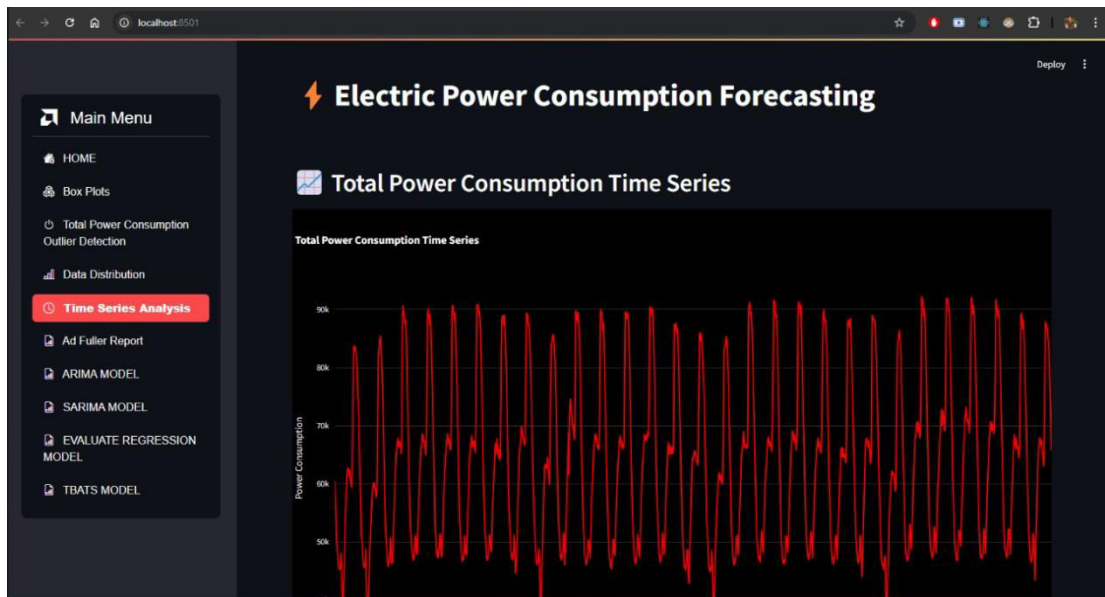 localhost:8501
Deploy
Main Menu
HOME
Box Plots
Total Power Consumption
Outlier Detection
Data Distribution
Time Series Analysis
Ad Fuller Report
ARIMA MODEL
SARIMA MODEL
EVALUATE REGRESSION
MODEL
TBATS MODEL
Electric Power Consumption Forecasting
Total Power Consumption Time Series
Total Power Consumption Time Series
90k
80k
70k
60k
50k
Power Consumption